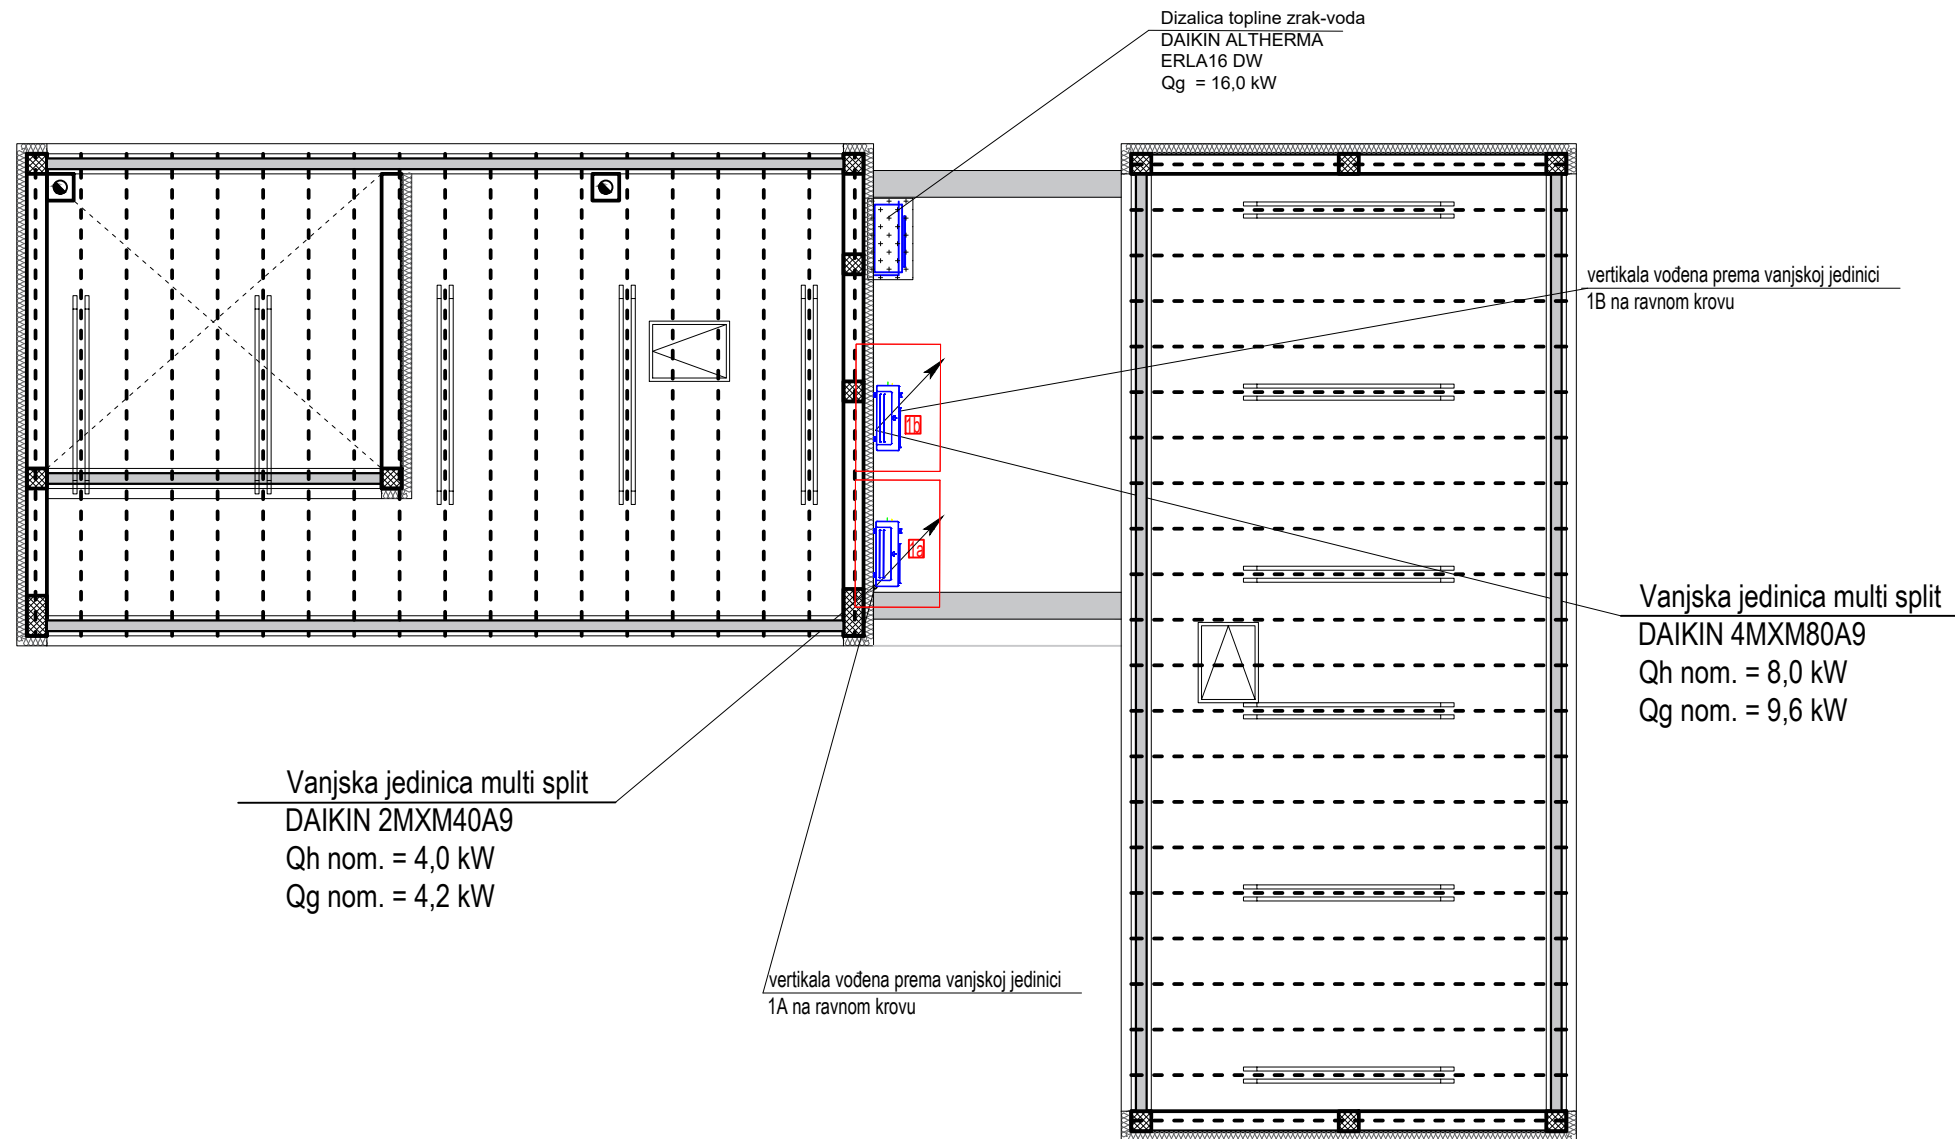 Dizalica topline zrak-voda
DAIKIN ALTHERMA
ERLA16 DW
Qg = 16,0 kW
vertikala vođena prema vanjskoj jedinici
1B na ravnom krovu
1b
1a
Vanjska jedinica multi split
DAIKIN 4MXM80A9
Qh nom. = 8,0 kW
Qg nom. = 9,6 kW
Vanjska jedinica multi split
DAIKIN 2MXM40A9
Qh nom. = 4,0 kW
Qg nom. = 4,2 kW
vertikala vođena prema vanjskoj jedinici
1A na ravnom krovu